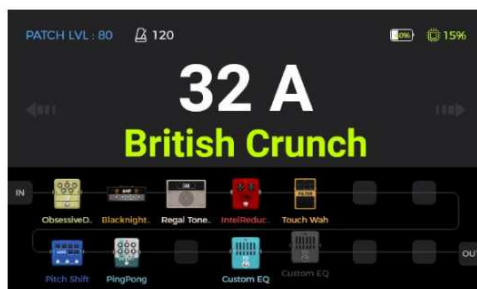 PATCH LVL : 80 120 15%
32 A
British Crunch
IN
ObsessiveD.. Blacknight.. Regal Tone.. IntelReduc.. Touch Wah
OUT
Pitch Shift PingPong Custom EQ Custom EQ